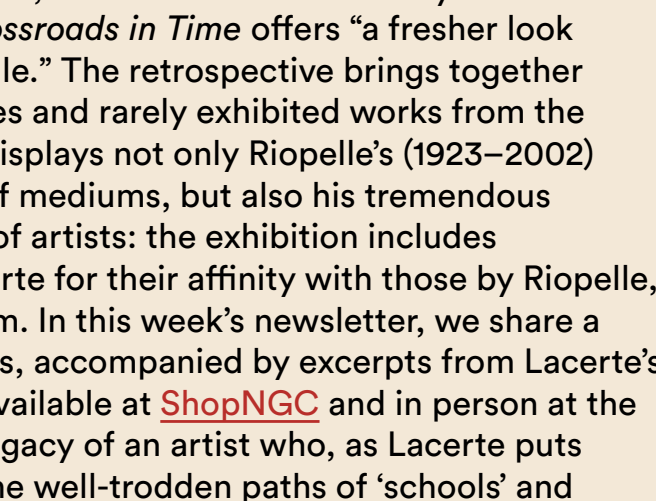 ossroads in Time offers “a fresher look
le.” The retrospective brings together
es and rarely exhibited works from the
isplays not only Riopelle’s (1923–2002)
f mediums, but also his tremendous
of artists: the exhibition includes
rte for their affinity with those by Riopelle,
m. In this week’s newsletter, we share a
s, accompanied by excerpts from Lacerte’s
vailable at ShopNGC and in person at the
gacy of an artist who, as Lacerte puts
he well-trodden paths of ‘schools’ and